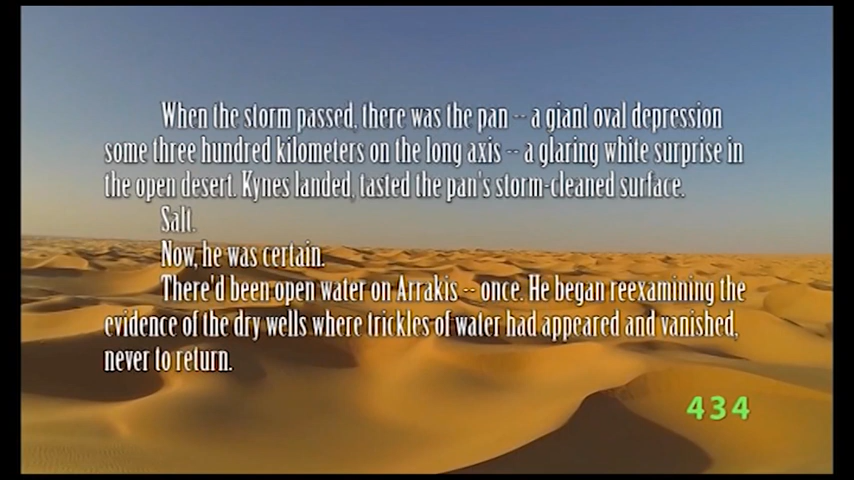 When the storm passed, there was the pan -- a giant oval depression
some three hundred kilometers on the long axis -- a glaring white surprise in
the open desert. Kynes landed, tasted the pan's storm-cleaned surface.
Salt.
Now, he was certain.
There'd been open water on Arrakis -- once. He began reexamining the
evidence of the dry wells where trickles of water had appeared and vanished,
never to return.
434